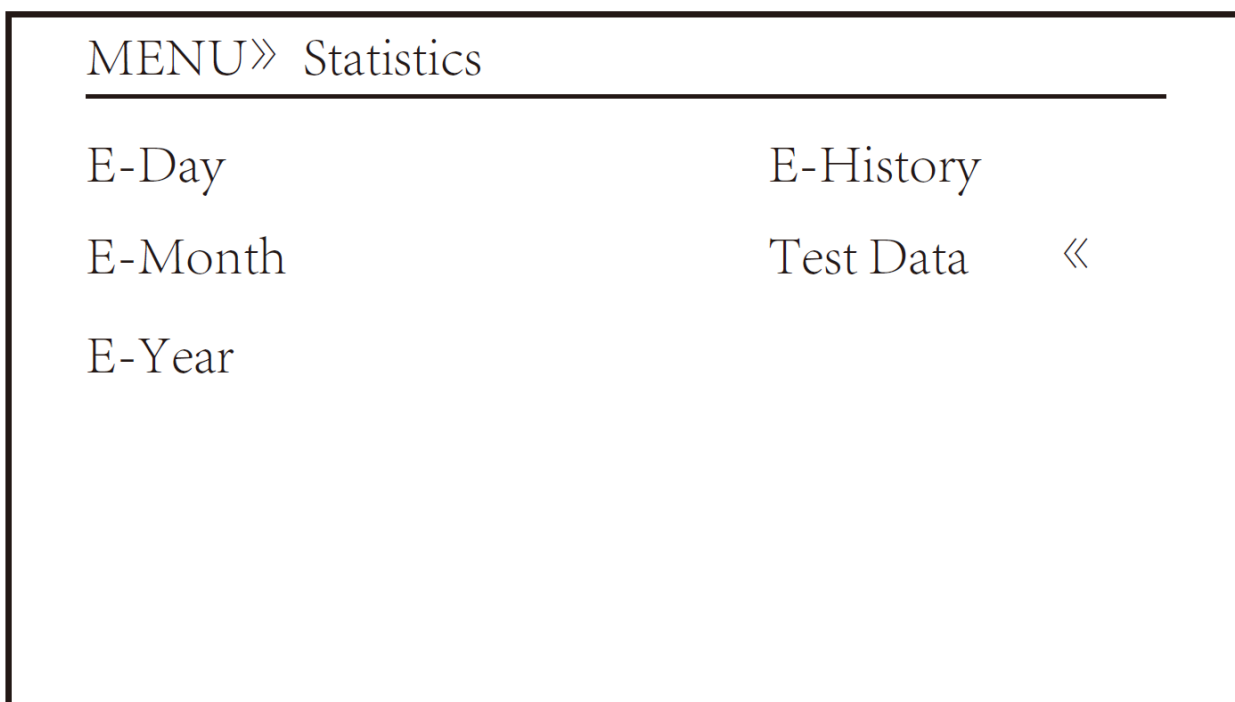 MENU» Statistics
E-Day E-History
E-Month Test Data «
E-Year